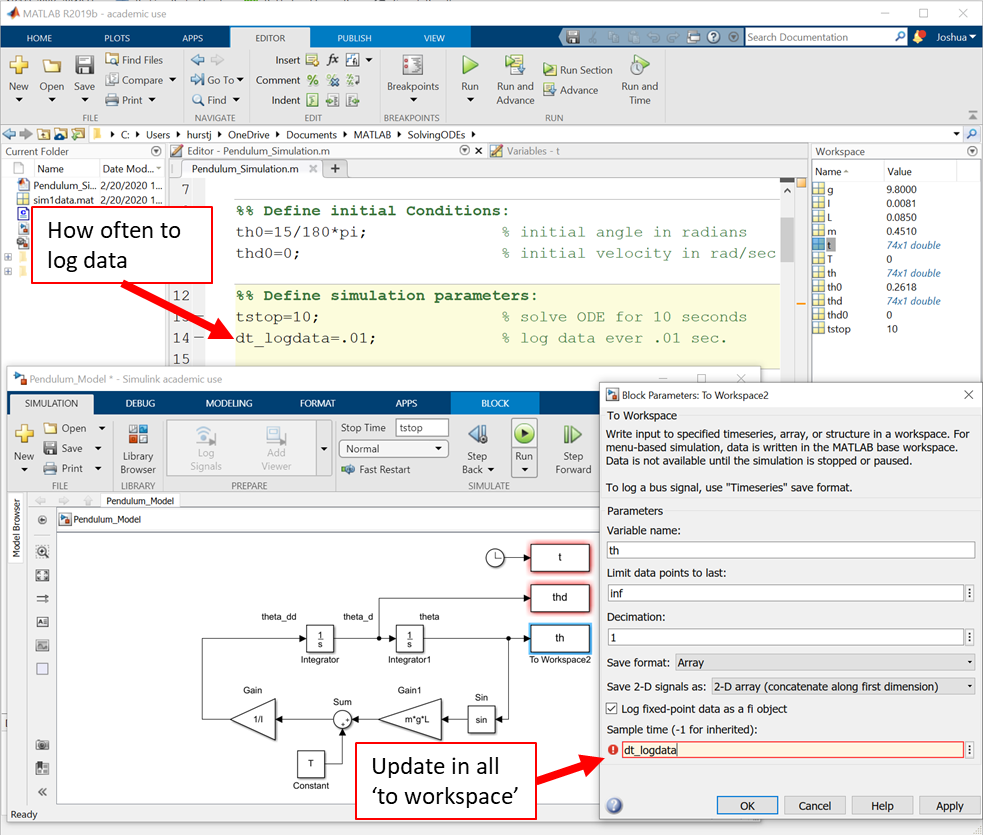 MATLAB R2019b - academic use
HOME PLOTS APPS EDITOR PUBLISH VIEW
Search Documentation
Joshua
New Open Save
Find Files
Compare
Print
FILE
Go To
Find
NAVIGATE
Insert
Comment
Indent
EDIT
Breakpoints
BREAKPOINTS
Run
Run and Advance
Run Section
Advance
Run and Time
RUN
C: Users hurstj OneDrive Documents MATLAB SolvingODEs
Current Folder
Name Date Mod...
Pendulum_Si... 2/20/2020 1...
sim1data.mat 2/20/2020 1...
How often to
log data
Editor - Pendulum_Simulation.m
Variables - t
Pendulum_Simulation.m
7
%% Define initial Conditions:
th0=15/180*pi; % initial angle in radians
thd0=0; % initial velocity in rad/sec
12 %% Define simulation parameters:
13 tstop=10; % solve ODE for 10 seconds
14 dt_logdata=.01; % log data ever .01 sec.
15
Workspace
Name Value
g 9.8000
I 0.0081
L 0.0850
m 0.4510
t 74x1 double
T 0
th 74x1 double
th0 0.2618
thd 74x1 double
thd0 0
tstop 10
Pendulum_Model * - Simulink academic use
SIMULATION DEBUG MODELING FORMAT APPS BLOCK
New
Open
Save
Print
FILE
Library
Browser
LIBRARY
Log
Signals
Add
Viewer
PREPARE
Stop Time tstop
Normal
Fast Restart
Step
Back
Run
Step
Forward
SIMULATE
Model Browser
Pendulum_Model
Pendulum_Model
t
thd
theta_dd theta_d theta
1
s
1
s
th
Integrator Integrator1 To Workspace2
Gain Sum Gain1 Sin
1/I m*g*L sin
T
Constant
Ready
Update in all
‘to workspace’
Block Parameters: To Workspace2
To Workspace
Write input to specified timeseries, array, or structure in a workspace. For
menu-based simulation, data is written in the MATLAB base workspace.
Data is not available until the simulation is stopped or paused.
To log a bus signal, use "Timeseries" save format.
Parameters
Variable name:
th
Limit data points to last:
inf
Decimation:
1
Save format: Array
Save 2-D signals as: 2-D array (concatenate along first dimension)
Log fixed-point data as a fi object
Sample time (-1 for inherited):
dt_logdata
OK Cancel Help Apply